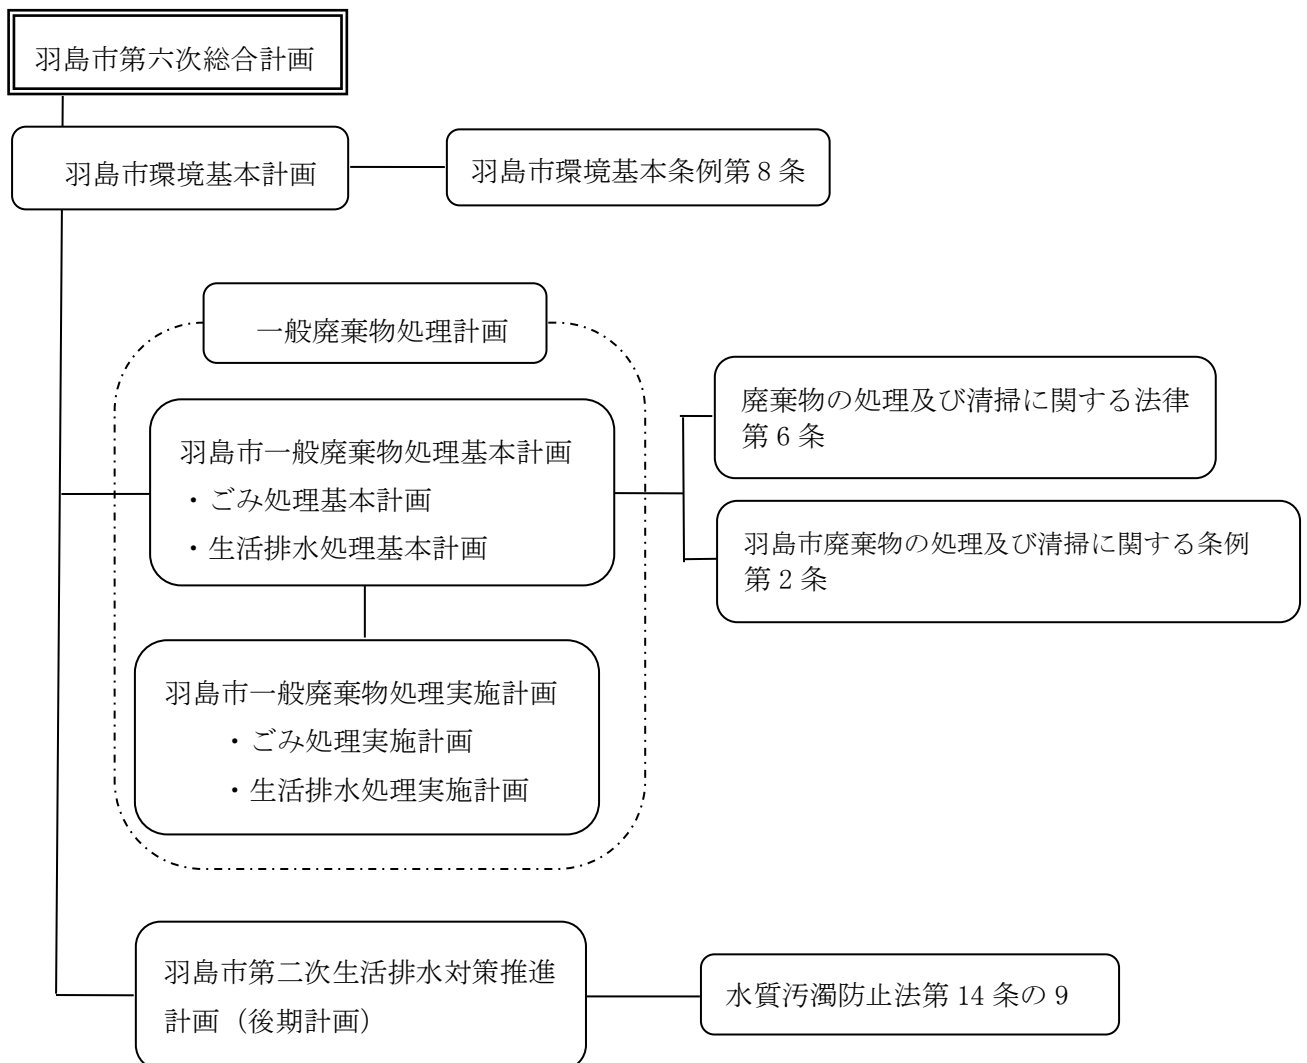 羽島市第六次総合計画
羽島市環境基本計画
羽島市環境基本条例第8条
一般廃棄物処理計画
羽島市一般廃棄物処理基本計画
・ごみ処理基本計画
・生活排水処理基本計画
廃棄物の処理及び清掃に関する法律
第6条
羽島市廃棄物の処理及び清掃に関する条例
第2条
羽島市一般廃棄物処理実施計画
・ごみ処理実施計画
・生活排水処理実施計画
羽島市第二次生活排水対策推進
計画（後期計画）
水質汚濁防止法第14条の9